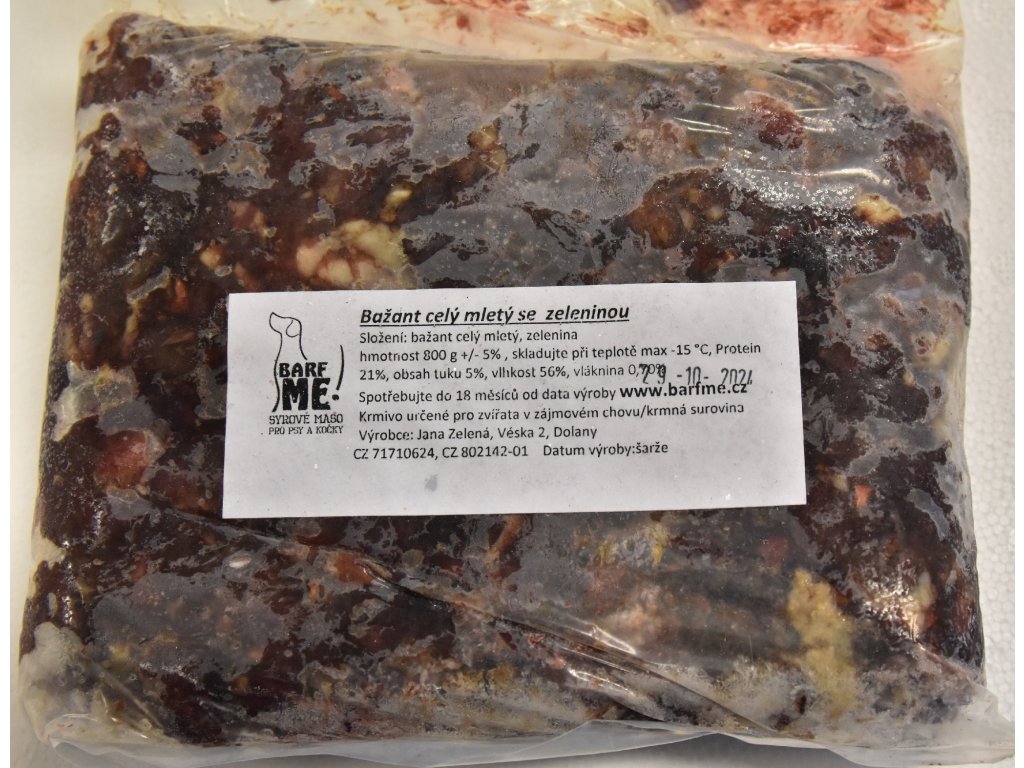 BARF ME!
SYROVÉ MASO
PRO PSY A KOČKY
Bažant celý mletý se zeleninou
Složení: bažant celý mletý, zelenina
hmotnost 800 g +/- 5% , skladujte při teplotě max -15 °C, Protein
21%, obsah tuku 5%, vlhkost 56%, vláknina 0,70%
29 -10- 2021
Spotřebujte do 18 měsíců od data výroby www.barfme.cz
Krmivo určené pro zvířata v zájmovém chovu/krmná surovina
Výrobce: Jana Zelená, Véska 2, Dolany
CZ 71710624, CZ 802142-01 Datum výroby:šarže